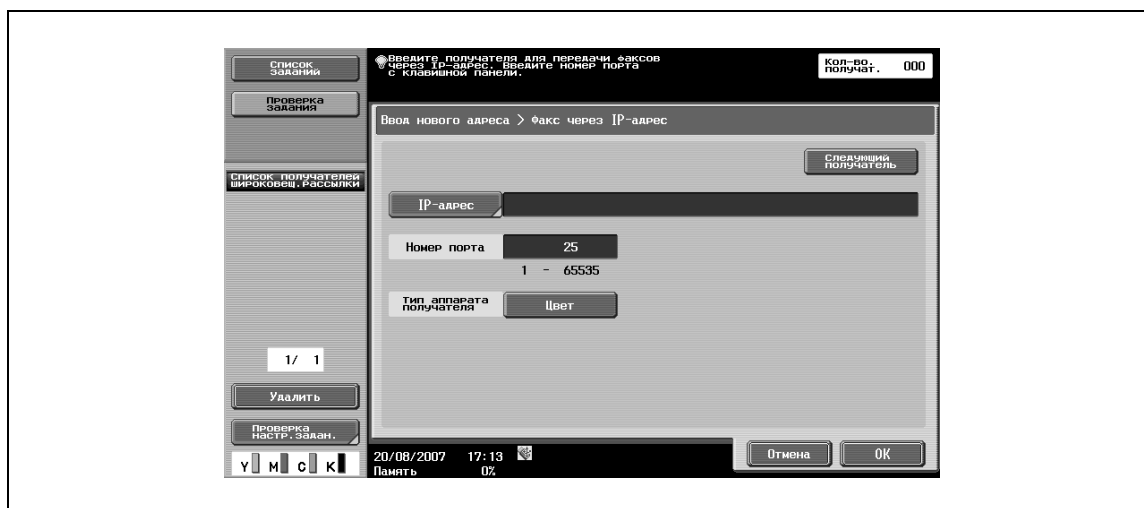 Список
заданий
Проверка
задания
Список получателей
широковещ.рассылки
1/ 1
Удалить
Проверка
настр.задан.
Y M C K
Введите получателя для передачи факсов
через IP-адрес. Введите номер порта
с клавишной панели.
Кол-во.
получат. 000
Ввод нового адреса > Факс через IP-адрес
Следующий
получатель
IP-адрес
Номер порта 25
1 - 65535
Тип аппарата
получателя
Цвет
20/08/2007 17:13
Память 0%
Отмена
OK